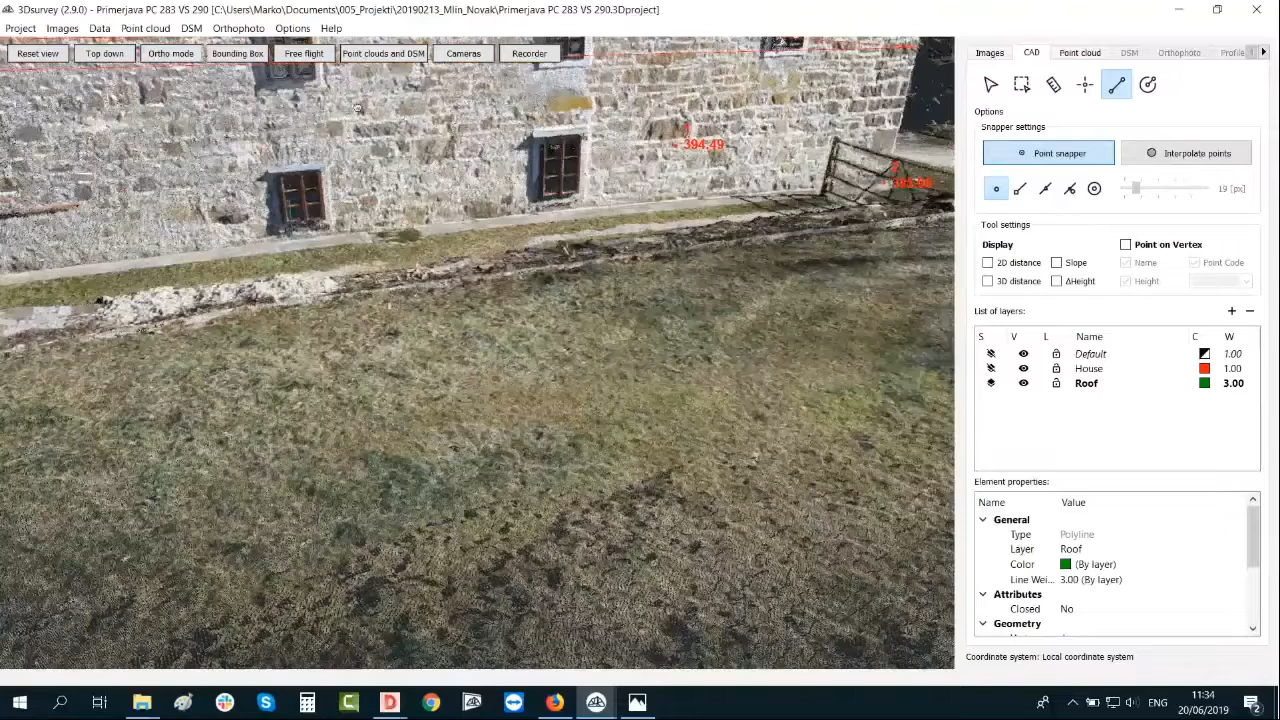 3Dsurvey (2.9.0) - Primerjava PC 283 VS 290 [C:\Users\Marko\Documents\005_Projekti\20190213_Mlin_Novak\Primerjava PC 283 VS 290.3Dproject]
Project Images Data Point cloud DSM Orthophoto Options Help
Reset view Top down Ortho mode Bounding Box Free flight Point clouds and DSM Cameras Recorder
Images CAD Point cloud DSM Orthophoto Profile
Options
Snapper settings
Point snapper Interpolate points
19 [px]
Tool settings
Display Point on Vertex
2D distance Slope Name Point Code
3D distance ΔHeight Height
List of layers: + −
S V L Name C W
Default 1.00
House 1.00
Roof 3.00
Element properties:
Name Value
General
Type Polyline
Layer Roof
Color (By layer)
Line Wei... 3.00 (By layer)
Attributes
Closed No
Geometry
Coordinate system: Local coordinate system
394.49
ENG
11:34
20/06/2019
2